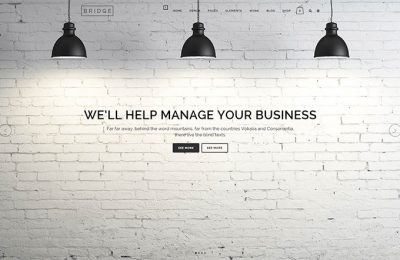 BRIDGE
HOME DEMOS PAGES ELEMENTS WORK BLOG SHOP
WE'LL HELP MANAGE YOUR BUSINESS
Far far away, behind the word mountains, far from the countries Vokalia and Consonantia,
there live the blind texts.
SEE MORE SEE MORE